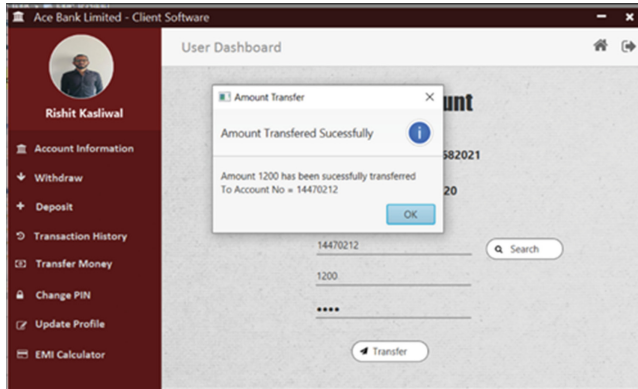 Ace Bank Limited - Client Software
User Dashboard
Rishit Kasliwal
Account Information
Withdraw
Deposit
Transaction History
Transfer Money
Change PIN
Update Profile
EMI Calculator
Amount Transfer
Amount Transfered Sucessfully
Amount 1200 has been sucessfully transferred
To Account No = 14470212
OK
unt
582021
20
14470212
Search
1200
••••
Transfer